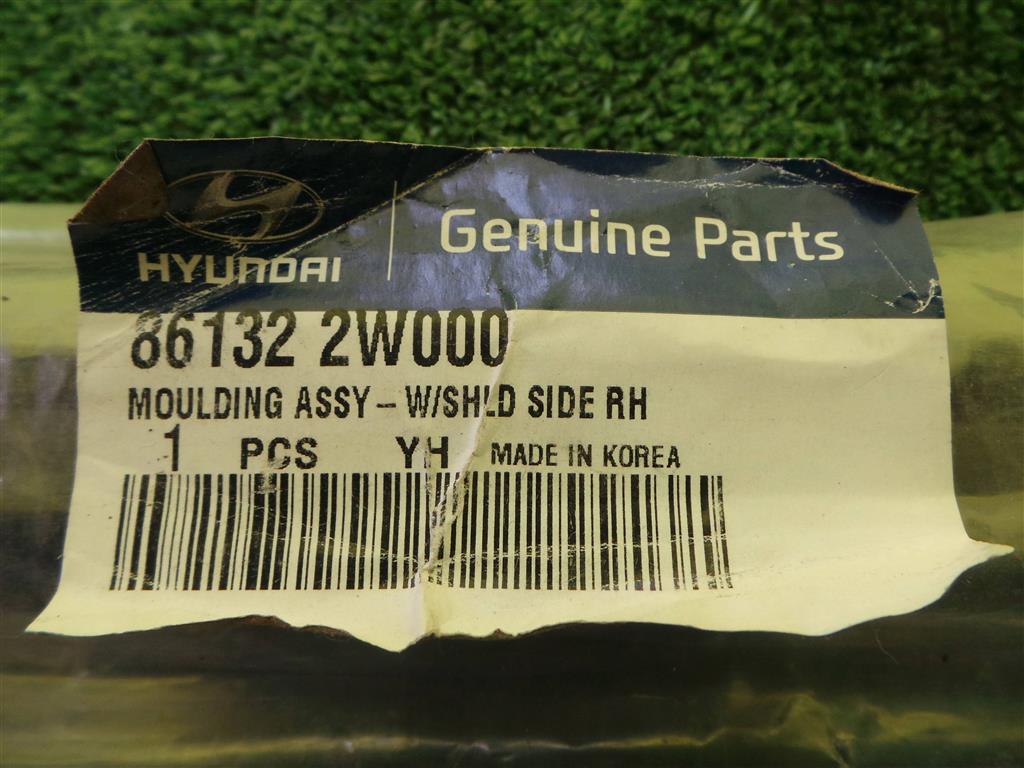 HYUNDAI
Genuine Parts
86132 2W000
MOULDING ASSY - W/SHLD SIDE RH
1 PCS YH MADE IN KOREA